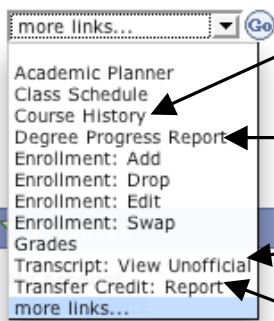 more links...
Go
Academic Planner
Class Schedule
Course History
Degree Progress Report
Enrollment: Add
Enrollment: Drop
Enrollment: Edit
Enrollment: Swap
Grades
Transcript: View Unofficial
Transfer Credit: Report
more links...